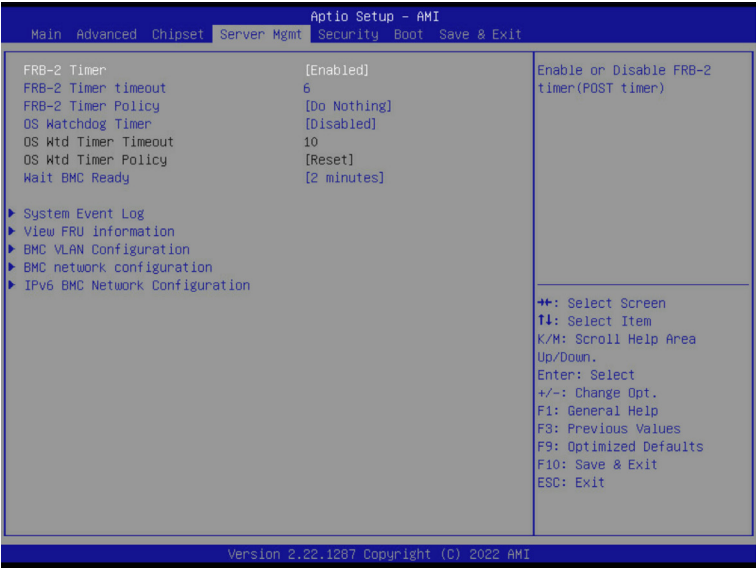 Aptio Setup – AMI
Main Advanced Chipset Server Mgmt Security Boot Save & Exit
FRB-2 Timer [Enabled]
FRB-2 Timer timeout 6
FRB-2 Timer Policy [Do Nothing]
OS Watchdog Timer [Disabled]
OS Wtd Timer Timeout 10
OS Wtd Timer Policy [Reset]
Wait BMC Ready [2 minutes]
System Event Log
View FRU information
BMC VLAN Configuration
BMC network configuration
IPv6 BMC Network Configuration
Enable or Disable FRB-2
timer(POST timer)
→←: Select Screen
↑↓: Select Item
K/M: Scroll Help Area
Up/Down.
Enter: Select
+/-: Change Opt.
F1: General Help
F3: Previous Values
F9: Optimized Defaults
F10: Save & Exit
ESC: Exit
Version 2.22.1287 Copyright (C) 2022 AMI